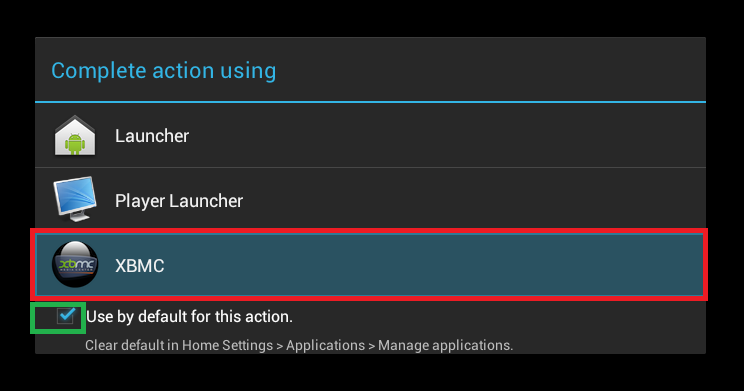 Complete action using
Launcher
Player Launcher
xbmc
XBMC
Use by default for this action.
Clear default in Home Settings > Applications > Manage applications.